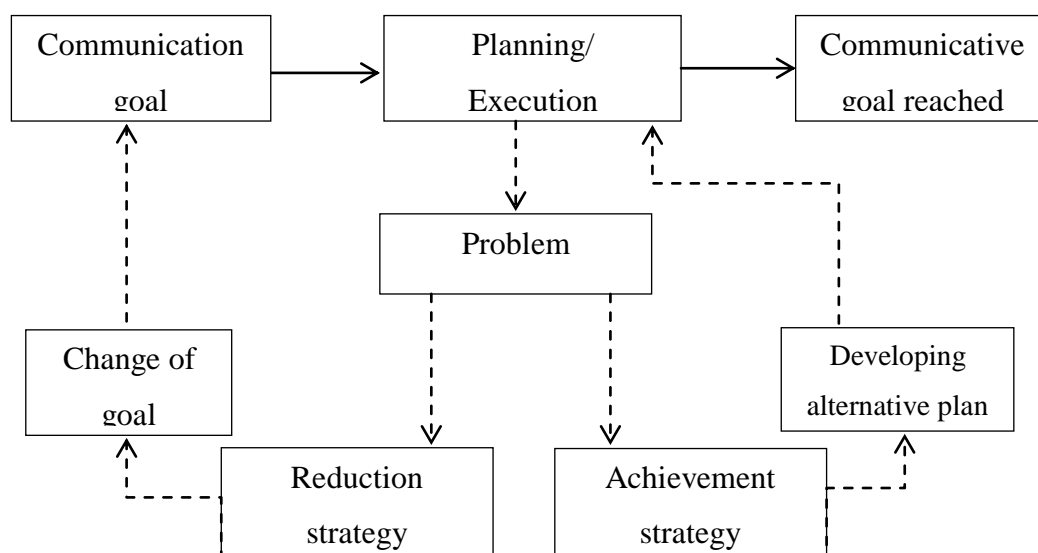 Communication
goal
Planning/
Execution
Communicative
goal reached
Problem
Change of
goal
Developing
alternative plan
Reduction
strategy
Achievement
strategy